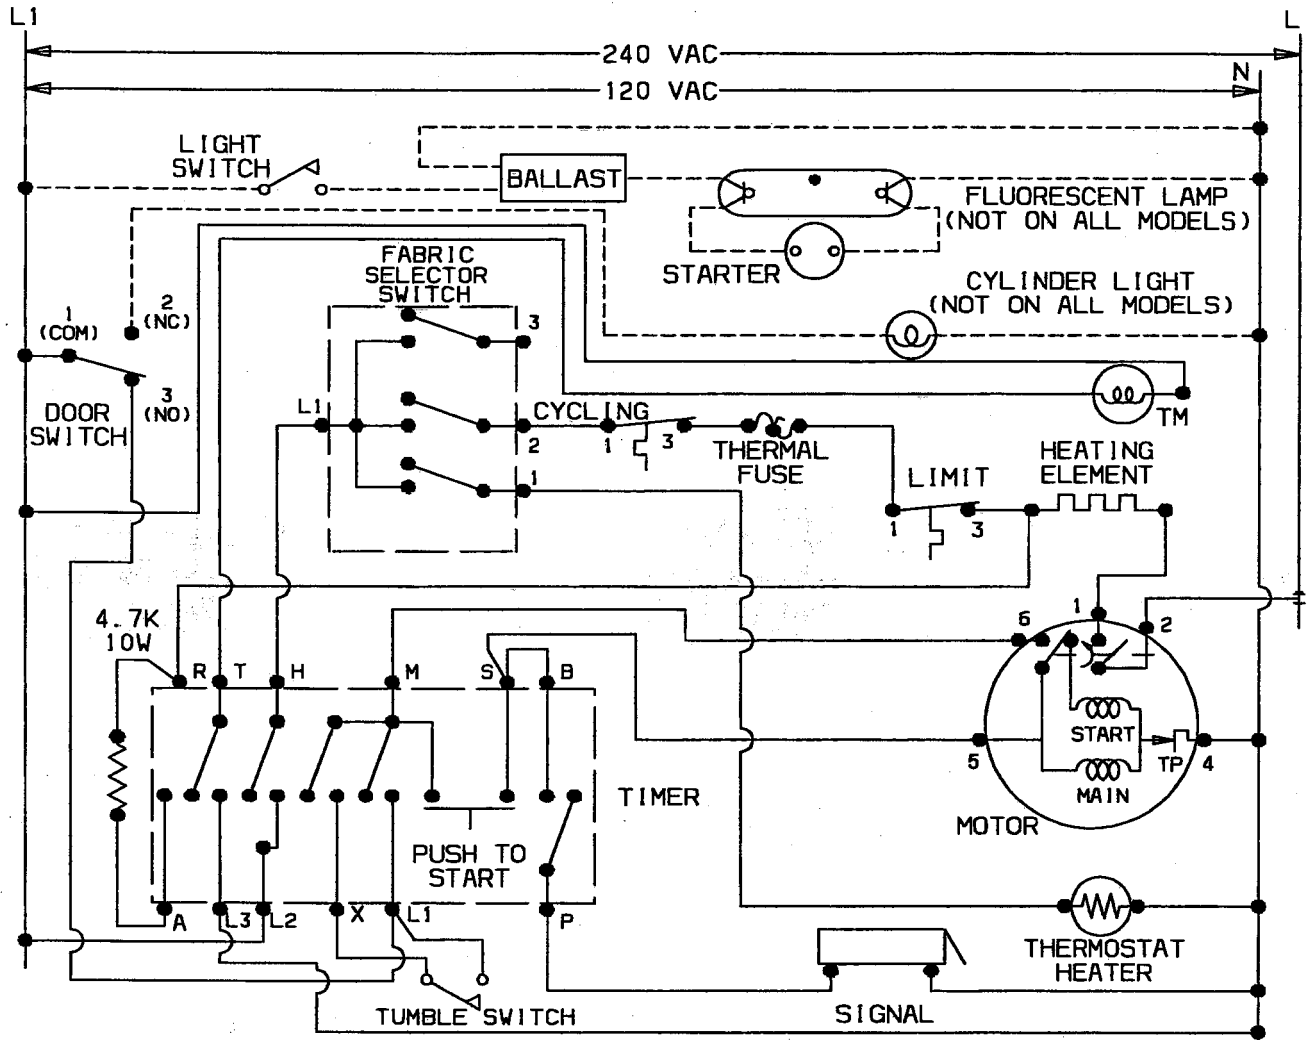 L1
L
240 VAC
N
120 VAC
LIGHT
SWITCH
BALLAST
FLUORESCENT LAMP
(NOT ON ALL MODELS)
STARTER
FABRIC
SELECTOR
SWITCH
CYLINDER LIGHT
(NOT ON ALL MODELS)
1
(COM)
2
(NC)
3
3
(NO)
DOOR
SWITCH
L1
CYCLING
2
1
3
THERMAL
FUSE
TM
HEATING
ELEMENT
LIMIT
1
1
3
4.7K
10W
6
1
2
R
T
H
M
S
B
START
5
TP
4
MAIN
TIMER
MOTOR
PUSH TO
START
A
L3
L2
X
L1
P
THERMOSTAT
HEATER
TUMBLE SWITCH
SIGNAL